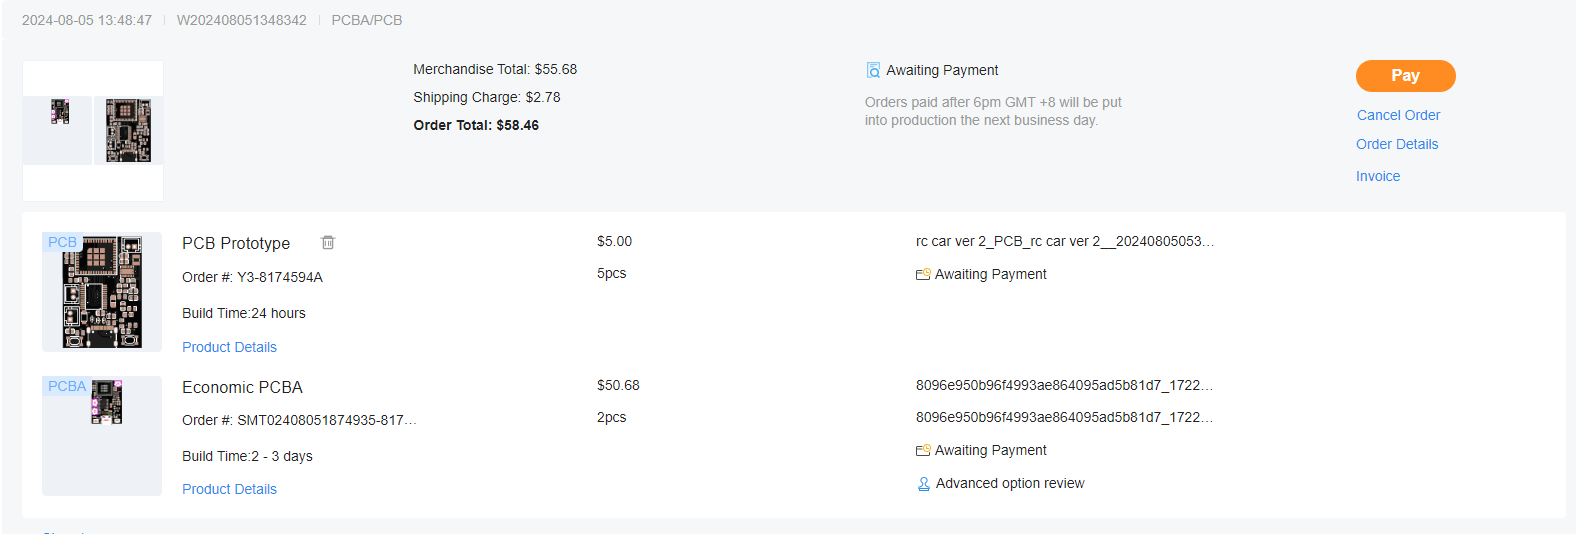 2024-08-05 13:48:47 W202408051348342 PCBA/PCB
Merchandise Total: $55.68
Shipping Charge: $2.78
Order Total: $58.46
Awaiting Payment
Orders paid after 6pm GMT +8 will be put
into production the next business day.
Pay
Cancel Order
Order Details
Invoice
PCB
PCB Prototype
Order #: Y3-8174594A
Build Time:24 hours
Product Details
$5.00
5pcs
rc car ver 2_PCB_rc car ver 2__20240805053...
Awaiting Payment
PCBA
Economic PCBA
Order #: SMT02408051874935-817...
Build Time:2 - 3 days
Product Details
$50.68
2pcs
8096e950b96f4993ae864095ad5b81d7_1722...
8096e950b96f4993ae864095ad5b81d7_1722...
Awaiting Payment
Advanced option review